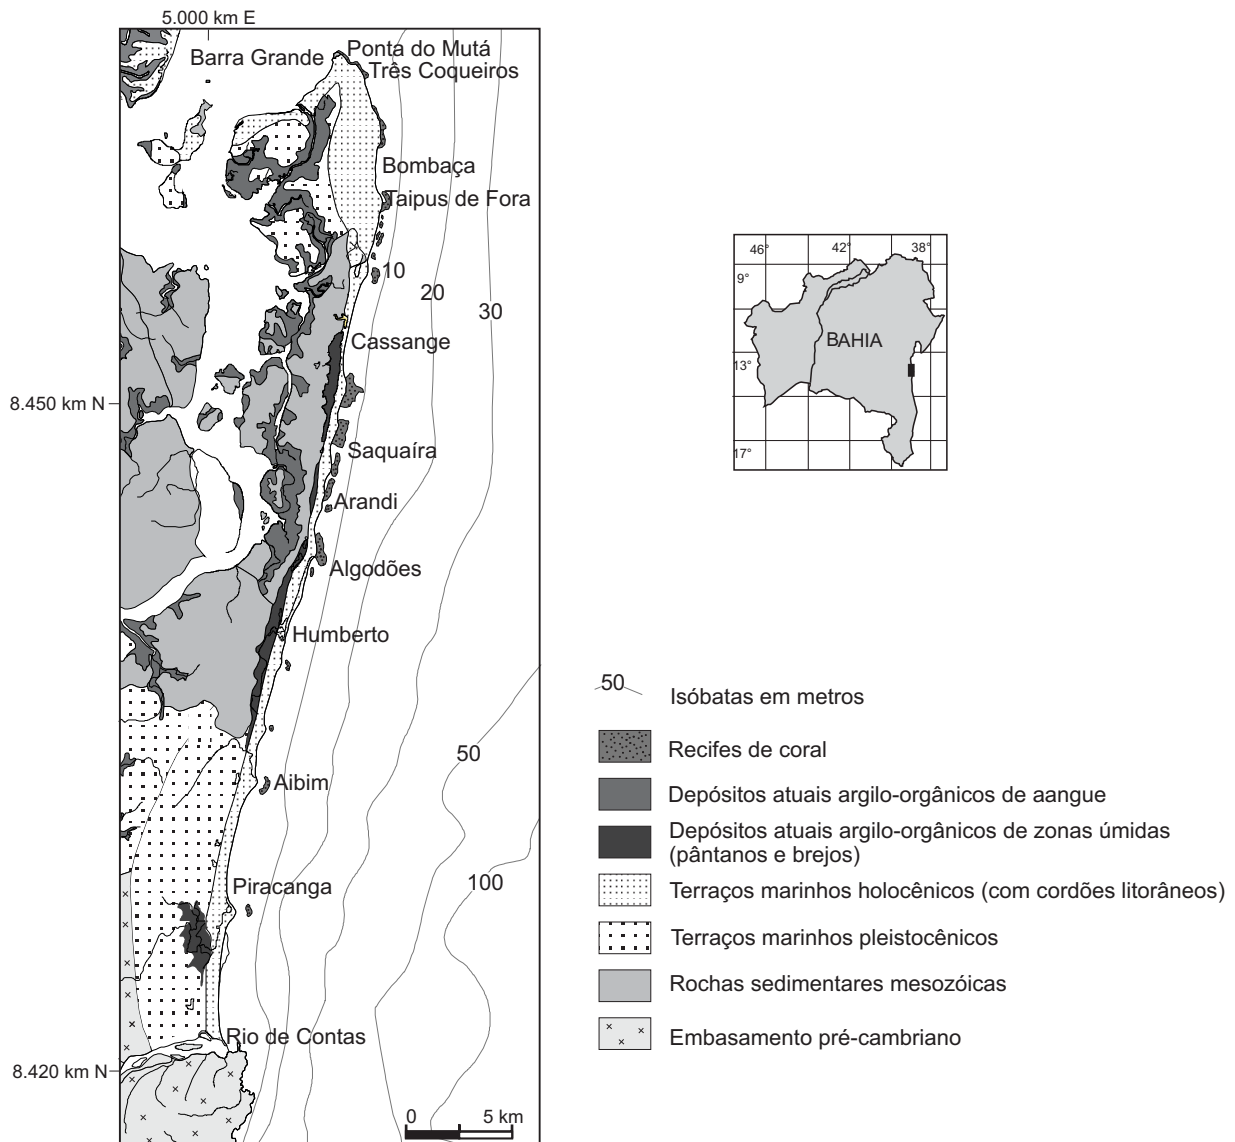 5.000 km E
Barra Grande
Ponta do Mutá
Três Coqueiros
Bombaça
Taipus de Fora
10
20
30
Cassange
8.450 km N
Saquaíra
Arandi
Algodões
Humberto
50
Aibim
100
Piracanga
Rio de Contas
8.420 km N
0 5 km
46° 42° 38°
9°
BAHIA
13°
17°
50 Isóbatas em metros
Recifes de coral
Depósitos atuais argilo-orgânicos de aangue
Depósitos atuais argilo-orgânicos de zonas úmidas
(pântanos e brejos)
Terraços marinhos holocênicos (com cordões litorâneos)
Terraços marinhos pleistocênicos
Rochas sedimentares mesozóicas
Embasamento pré-cambriano